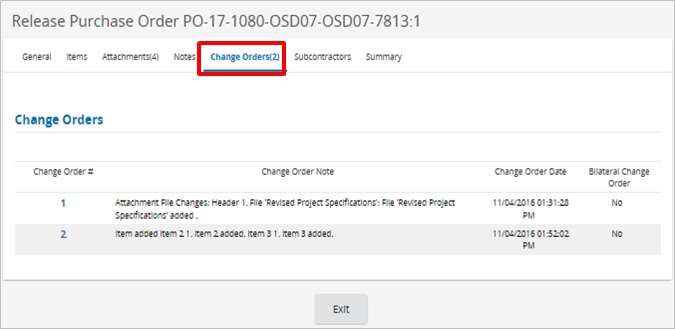 Release Purchase Order PO-17-1080-OSD07-OSD07-7813:1
General Items Attachments(4) Notes Change Orders(2) Subcontractors Summary
Change Orders
Change Order # Change Order Note Change Order Date Bilateral Change
Order
1 Attachment File Changes: Header 1. File 'Revised Project Specifications': File 'Revised Project 11/04/2016 01:31:28 No
Specifications' added . PM
2 Item added Item 2 1. Item 2 added. Item 3 1. Item 3 added. 11/04/2016 01:52:02 No
PM
Exit